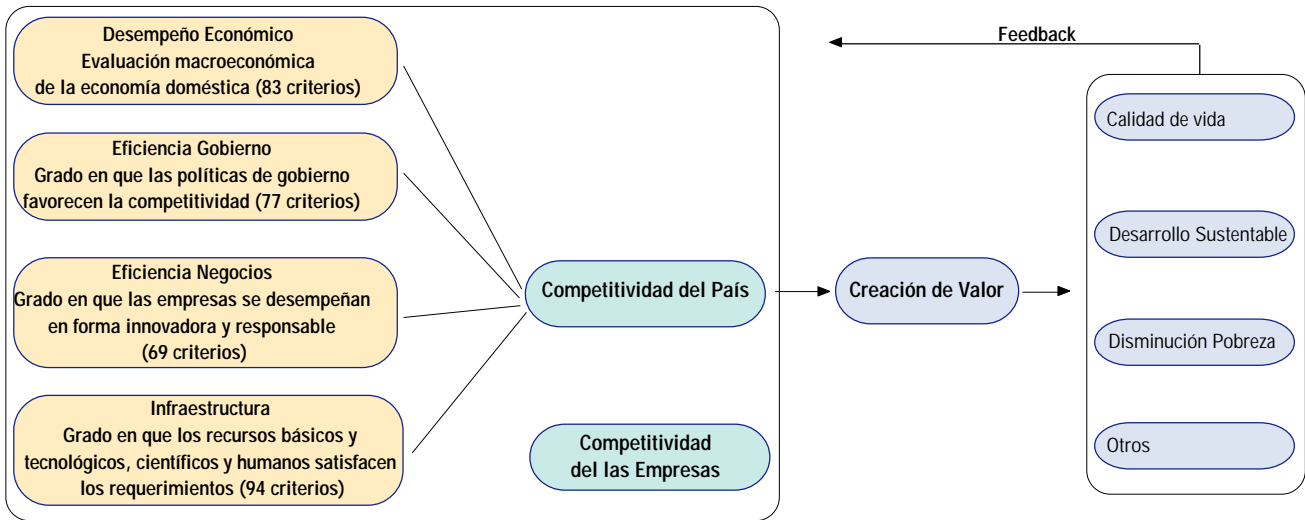 Desempeño Económico
Evaluación macroeconómica
de la economía doméstica (83 criterios)
Eficiencia Gobierno
Grado en que las políticas de gobierno
favorecen la competitividad (77 criterios)
Eficiencia Negocios
Grado en que las empresas se desempeñan
en forma innovadora y responsable
(69 criterios)
Infraestructura
Grado en que los recursos básicos y
tecnológicos, científicos y humanos satisfacen
los requerimientos (94 criterios)
Competitividad del País
Competitividad
del las Empresas
Creación de Valor
Feedback
Calidad de vida
Desarrollo Sustentable
Disminución Pobreza
Otros